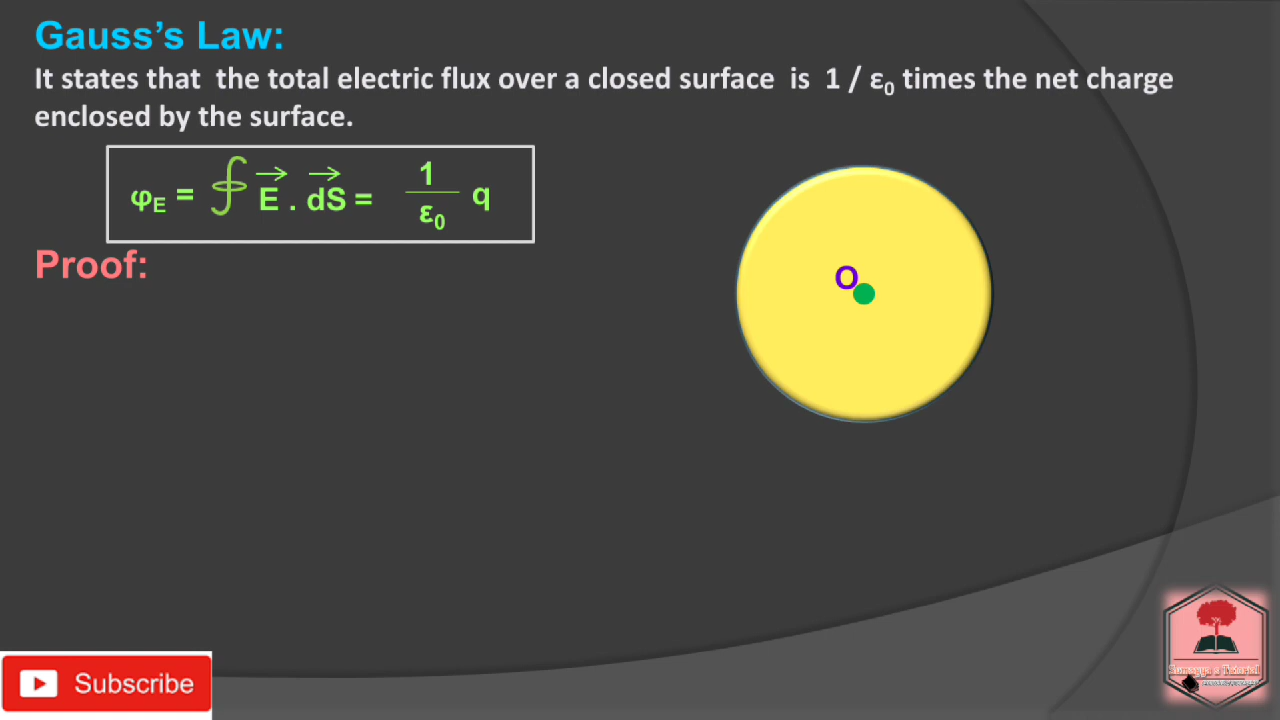 Gauss’s Law:
It states that the total electric flux over a closed surface is 1 / ε₀ times the net charge
enclosed by the surface.
φE = ∮ E⃗ . dS⃗ = 1/ε₀ q
Proof:
O
Subscribe